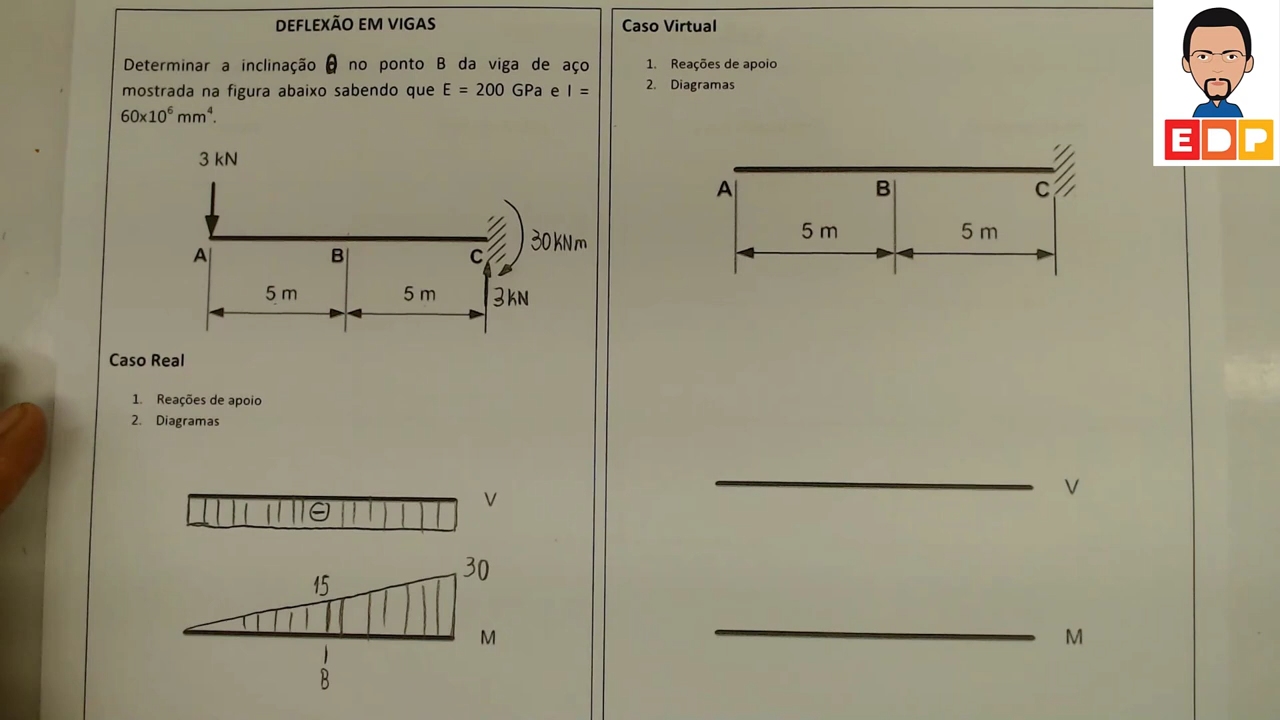 DEFLEXÃO EM VIGAS
Determinar a inclinação θ no ponto B da viga de aço
mostrada na figura abaixo sabendo que E = 200 GPa e I =
60x10⁶ mm⁴.
3 kN
30 kNm
A B C
5 m 5 m
3 kN
Caso Real
1. Reações de apoio
2. Diagramas
⊖ V
15 30
M
B
Caso Virtual
1. Reações de apoio
2. Diagramas
A B C
5 m 5 m
V
M
EDP